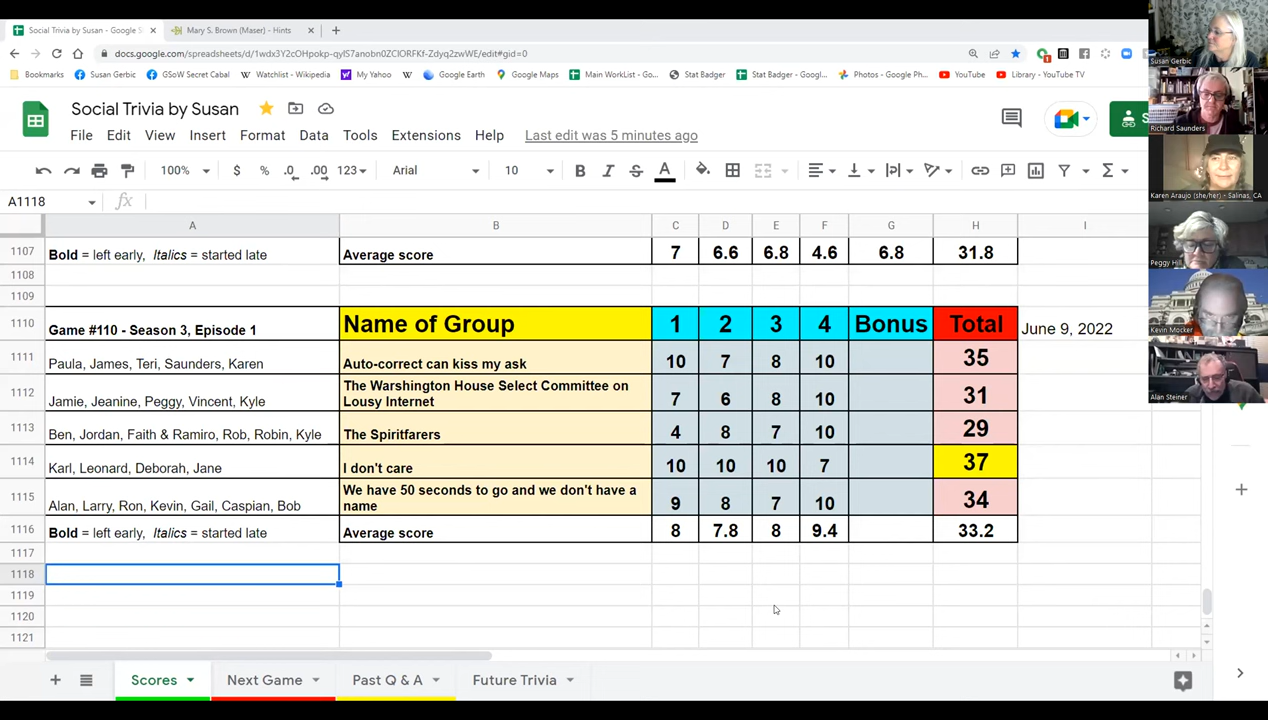 Social Trivia by Susan - Google S
Mary S. Brown (Maser) - Hints
docs.google.com/spreadsheets/d/1wdx3Y2cOHpokp-qyIS7anobn0ZClORFKf-Zdyq2zwWE/edit#gid=0
Bookmarks Susan Gerbic GSoW Secret Cabal Watchlist - Wikipedia My Yahoo Google Earth Google Maps Main WorkList - Go... Stat Badger Stat Badger - Goog... Photos - Google Ph... YouTube Library - YouTube TV
Social Trivia by Susan
File Edit View Insert Format Data Tools Extensions Help Last edit was 5 minutes ago
100% $ % .0 .00 123 Arial 10 B I S A
A1118 fx
A B C D E F G H I
1107 Bold = left early, Italics = started late Average score 7 6.6 6.8 4.6 6.8 31.8
1108
1109
1110 Game #110 - Season 3, Episode 1 Name of Group 1 2 3 4 Bonus Total June 9, 2022
1111 Paula, James, Teri, Saunders, Karen Auto-correct can kiss my ask 10 7 8 10 35
1112 Jamie, Jeanine, Peggy, Vincent, Kyle The Warshington House Select Committee on
Lousy Internet 7 6 8 10 31
1113 Ben, Jordan, Faith & Ramiro, Rob, Robin, Kyle The Spiritfarers 4 8 7 10 29
1114 Karl, Leonard, Deborah, Jane I don't care 10 10 10 7 37
1115 Alan, Larry, Ron, Kevin, Gail, Caspian, Bob We have 50 seconds to go and we don't have a
name 9 8 7 10 34
1116 Bold = left early, Italics = started late Average score 8 7.8 8 9.4 33.2
1117
1118
1119
1120
1121
Scores Next Game Past Q & A Future Trivia
Susan Gerbic
Richard Saunders
Karen Araujo (she/her) - Salinas, CA
Peggy Hill
Kevin Mocker
Alan Steiner